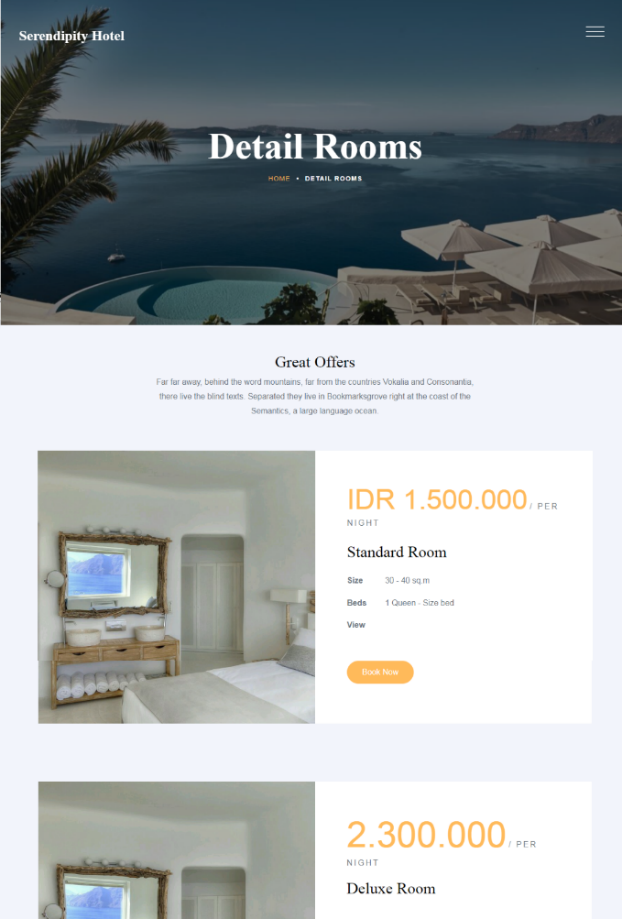 Serendipity Hotel
Detail Rooms
HOME • DETAIL ROOMS
Great Offers
Far far away, behind the word mountains, far from the countries Vokalia and Consonantia,
there live the blind texts. Separated they live in Bookmarksgrove right at the coast of the
Semantics, a large language ocean.
IDR 1.500.000 / PER
NIGHT
Standard Room
Size 30 - 40 sq.m
Beds 1 Queen - Size bed
View
Book Now
2.300.000 / PER
NIGHT
Deluxe Room